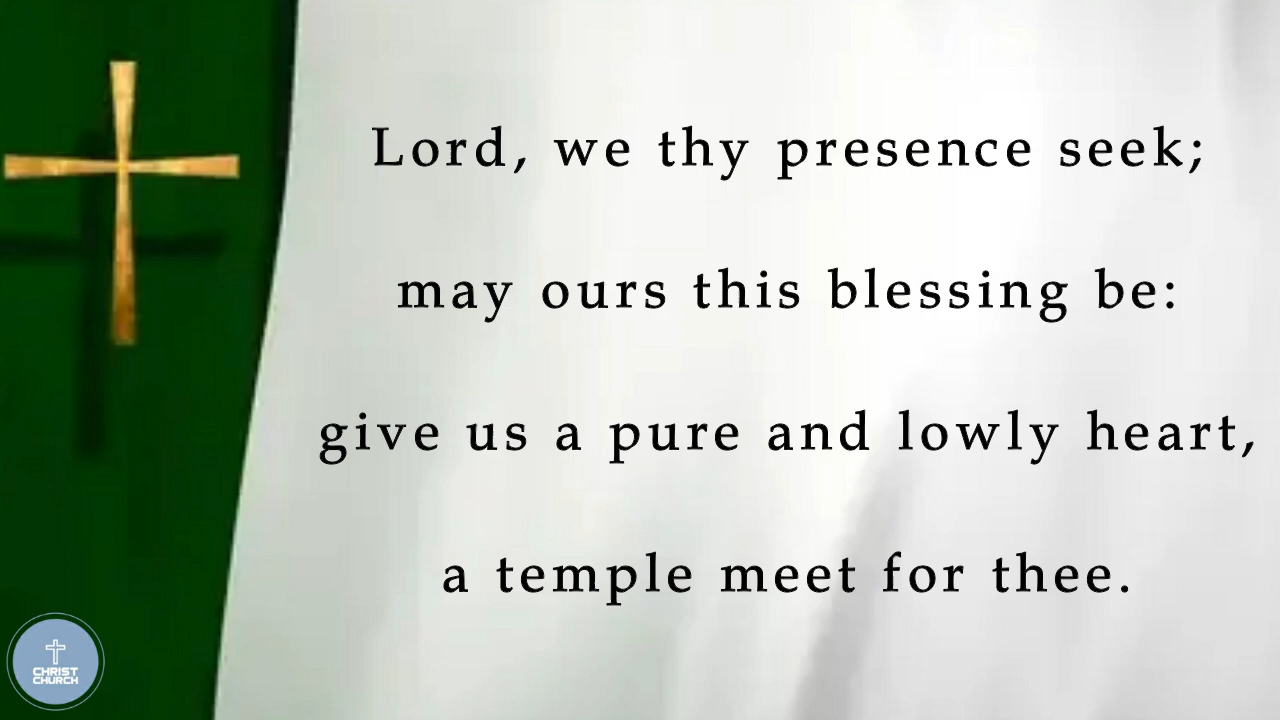 Lord, we thy presence seek;
may ours this blessing be:
give us a pure and lowly heart,
a temple meet for thee.
CHRIST
CHURCH